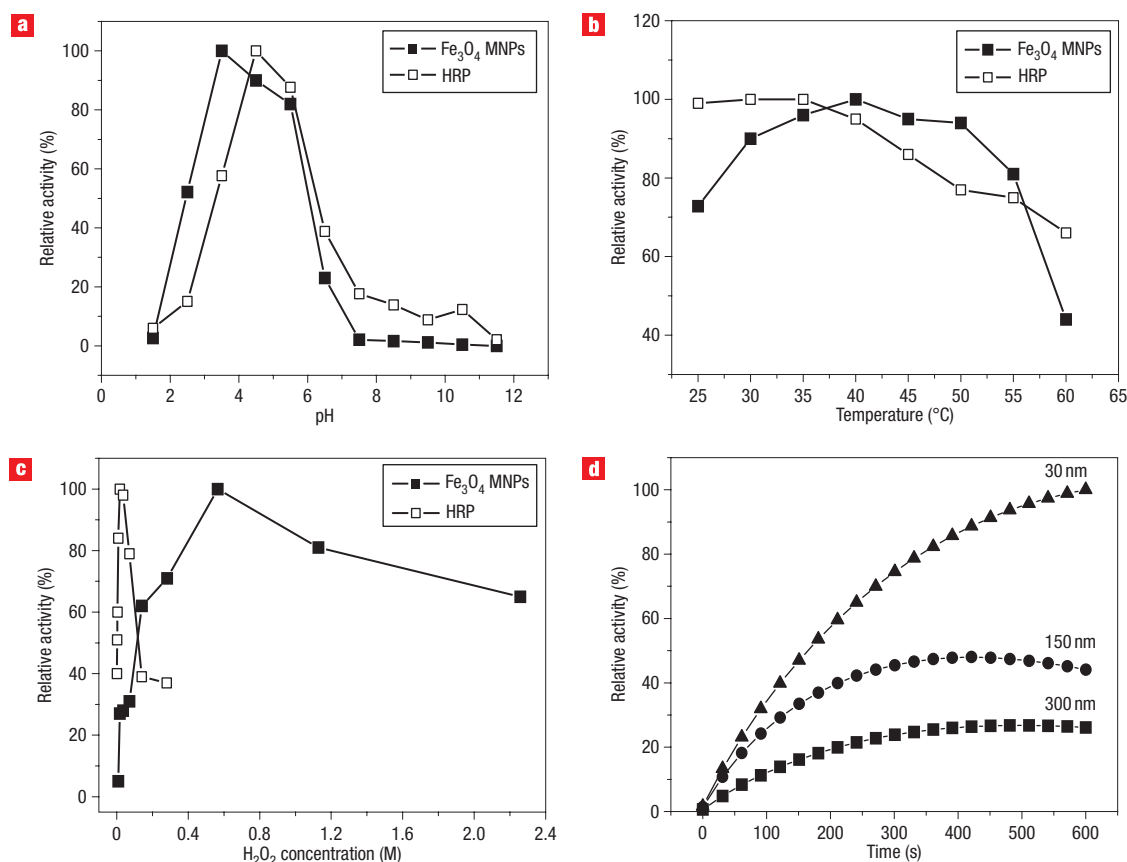 a
Relative activity (%)
100
80
60
40
20
0
Fe₃O₄ MNPs
HRP
0 2 4 6 8 10 12
pH
b
Relative activity (%)
120
100
80
60
40
Fe₃O₄ MNPs
HRP
25 30 35 40 45 50 55 60 65
Temperature (°C)
c
Relative activity (%)
100
80
60
40
20
0
Fe₃O₄ MNPs
HRP
0 0.4 0.8 1.2 1.6 2.0 2.4
H₂O₂ concentration (M)
d
Relative activity (%)
100
80
60
40
20
0
30 nm
150 nm
300 nm
0 100 200 300 400 500 600
Time (s)